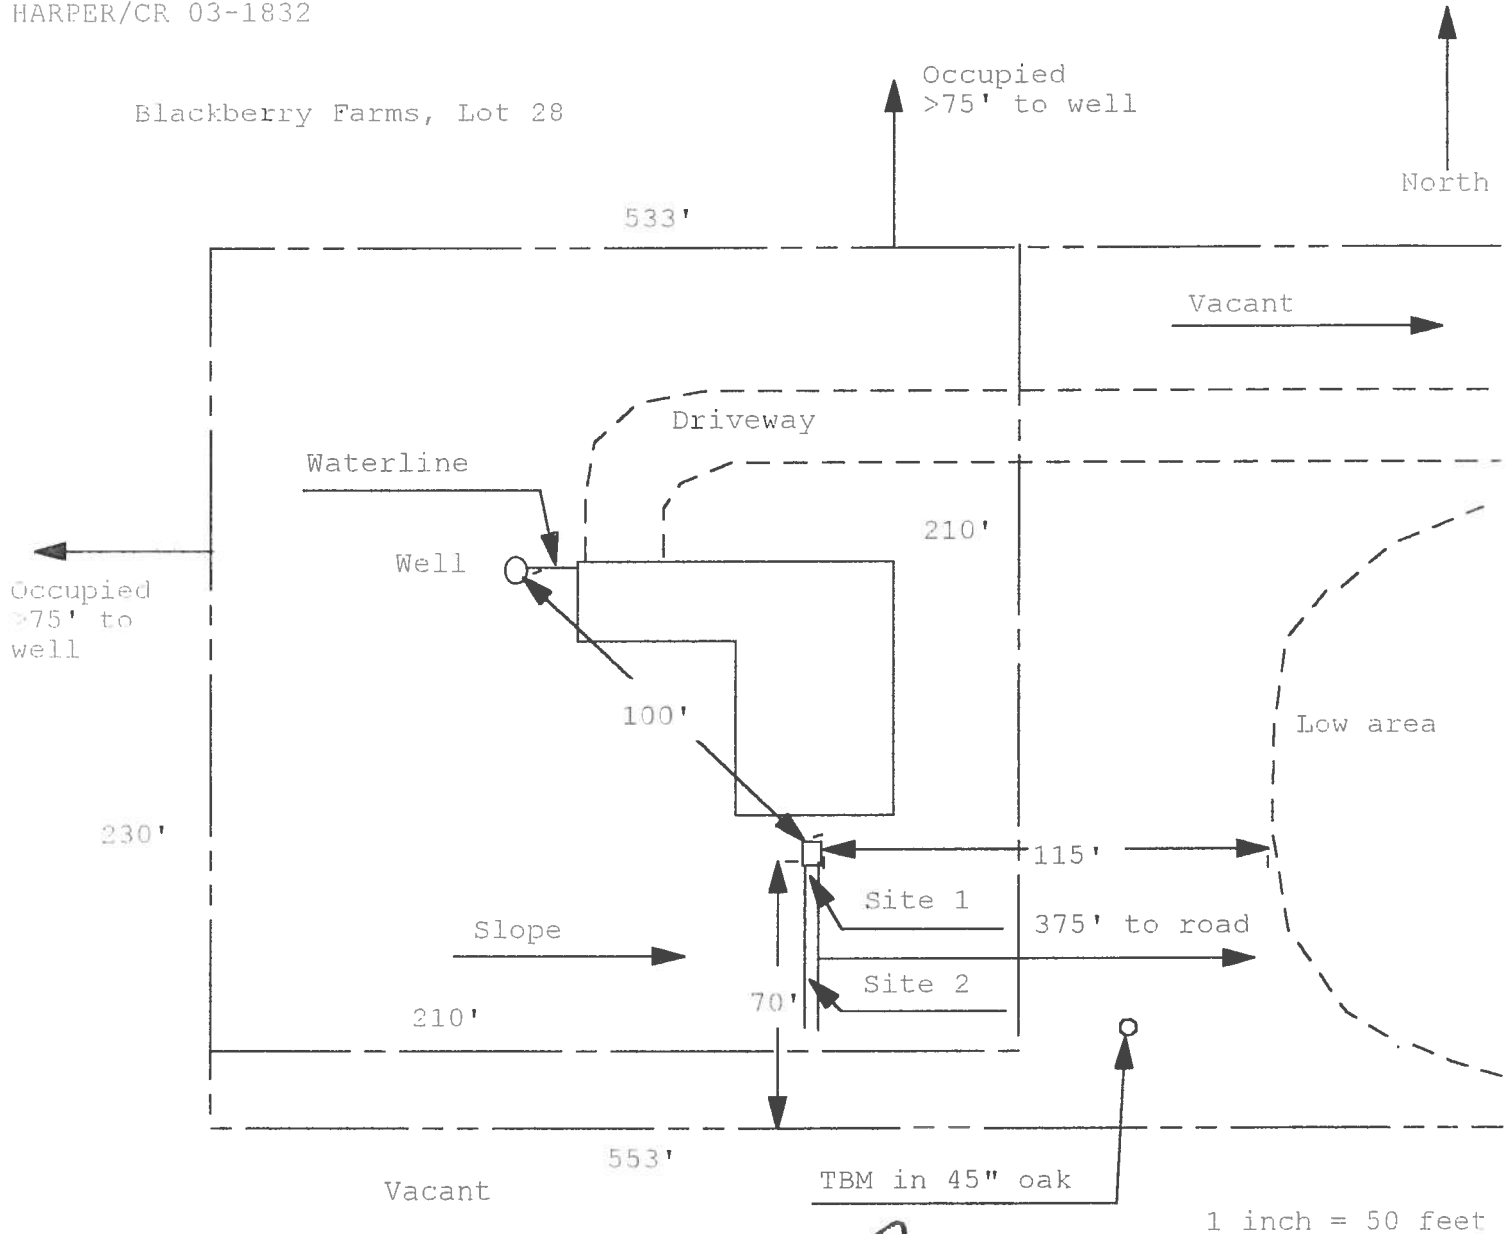 HARPER/CR 03-1832
Blackberry Farms, Lot 28
Occupied
>75' to well
North
533'
Vacant
Driveway
Waterline
210'
Well
Occupied
>75' to
well
100'
Low area
230'
115'
Site 1
375' to road
Slope
Site 2
70'
210'
553'
TBM in 45" oak
Vacant
1 inch = 50 feet